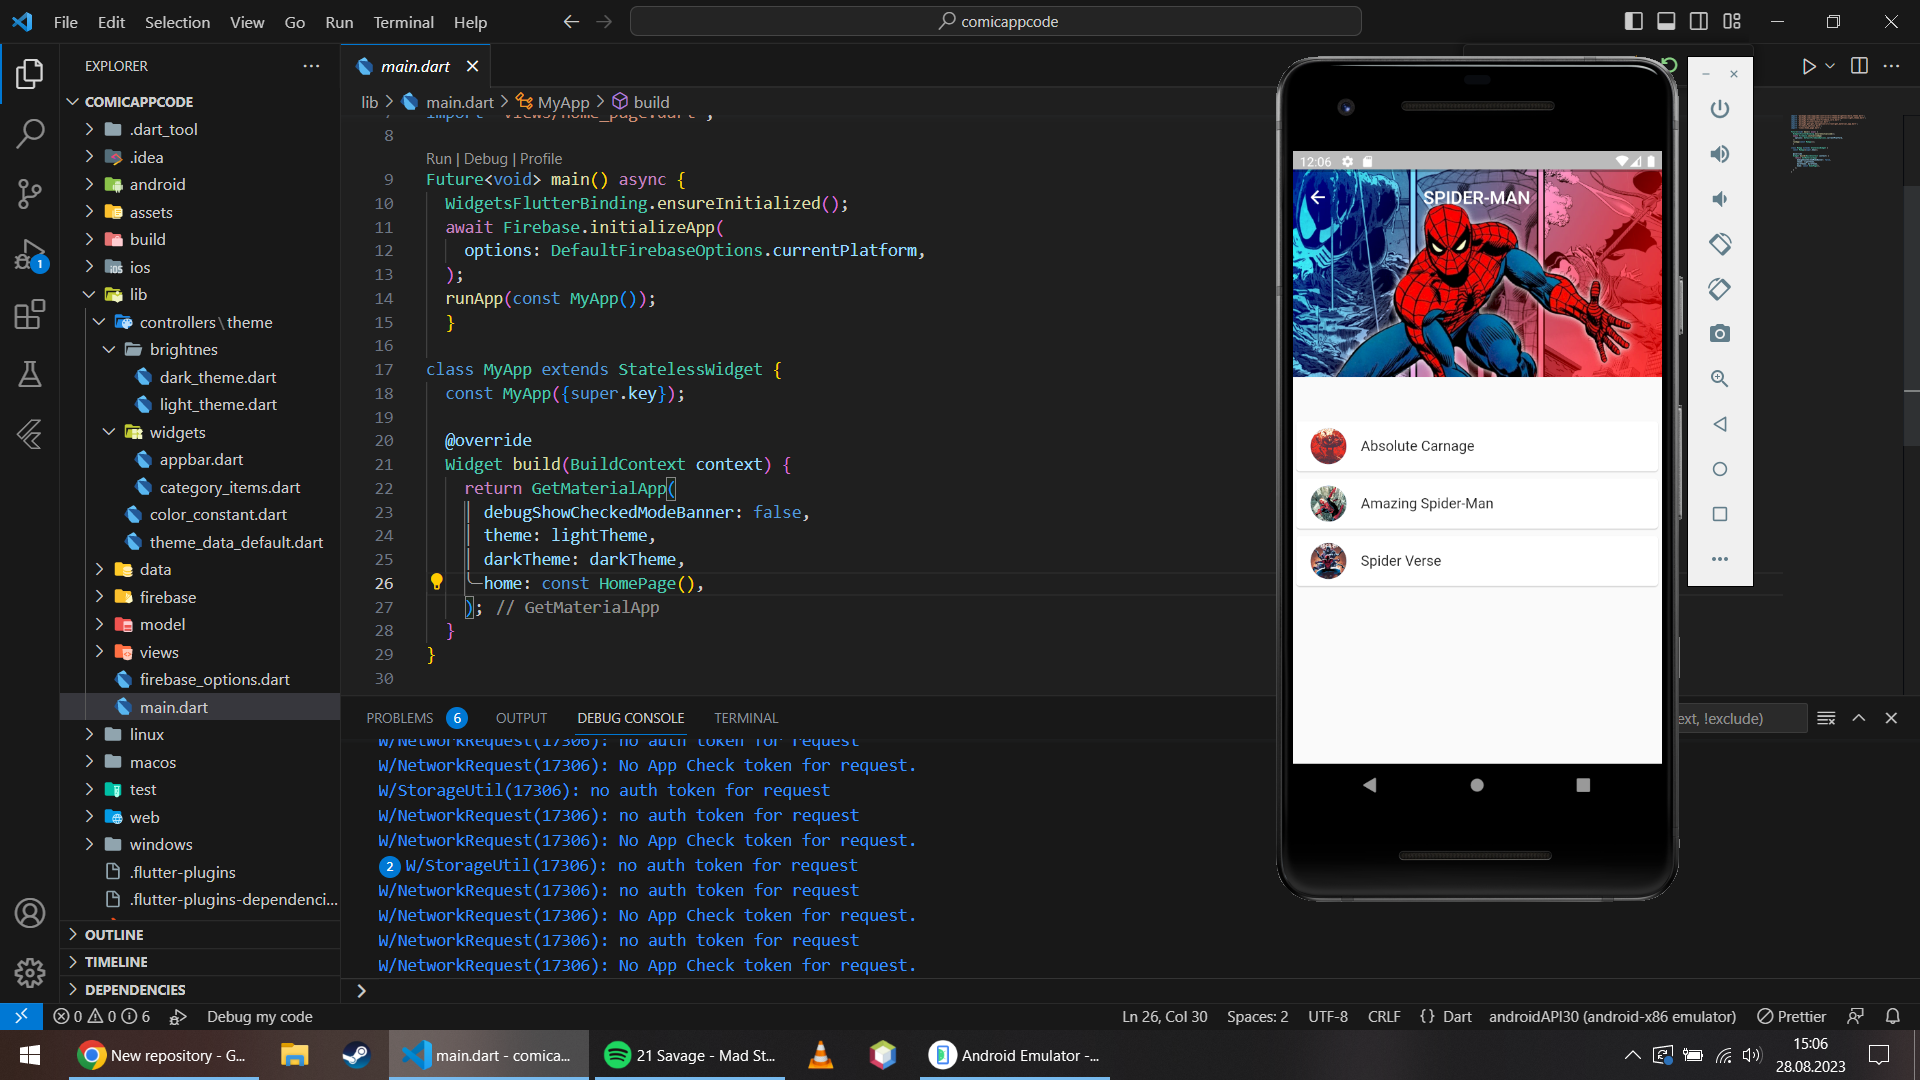 File Edit Selection View Go Run Terminal Help
comicappcode
EXPLORER
COMICAPPCODE
.dart_tool
.idea
android
assets
build
ios
lib
controllers\theme
brightnes
dark_theme.dart
light_theme.dart
widgets
appbar.dart
category_items.dart
color_constant.dart
theme_data_default.dart
data
firebase
model
views
firebase_options.dart
main.dart
linux
macos
test
web
windows
.flutter-plugins
.flutter-plugins-dependenci...
OUTLINE
TIMELINE
DEPENDENCIES
1
main.dart
lib > main.dart > MyApp > build
import 'views/home_page.dart';
8
Run | Debug | Profile
9 Future<void> main() async {
10 WidgetsFlutterBinding.ensureInitialized();
11 await Firebase.initializeApp(
12 options: DefaultFirebaseOptions.currentPlatform,
13 );
14 runApp(const MyApp());
15 }
16
17 class MyApp extends StatelessWidget {
18 const MyApp({super.key});
19
20 @override
21 Widget build(BuildContext context) {
22 return GetMaterialApp(
23 debugShowCheckedModeBanner: false,
24 theme: lightTheme,
25 darkTheme: darkTheme,
26 home: const HomePage(),
27 ); // GetMaterialApp
28 }
29 }
30
PROBLEMS 6 OUTPUT DEBUG CONSOLE TERMINAL
ext, !exclude)
W/NetworkRequest(17306): no auth token for request
W/NetworkRequest(17306): No App Check token for request.
W/StorageUtil(17306): no auth token for request
W/NetworkRequest(17306): no auth token for request
W/NetworkRequest(17306): No App Check token for request.
2 W/StorageUtil(17306): no auth token for request
W/NetworkRequest(17306): no auth token for request
W/NetworkRequest(17306): No App Check token for request.
W/NetworkRequest(17306): no auth token for request
W/NetworkRequest(17306): No App Check token for request.
12:06
SPIDER-MAN
Absolute Carnage
Amazing Spider-Man
Spider Verse
0 0 6 Debug my code
Ln 26, Col 30 Spaces: 2 UTF-8 CRLF {} Dart androidAPI30 (android-x86 emulator) Prettier
New repository - G...
main.dart - comica...
21 Savage - Mad St...
Android Emulator -...
15:06
28.08.2023